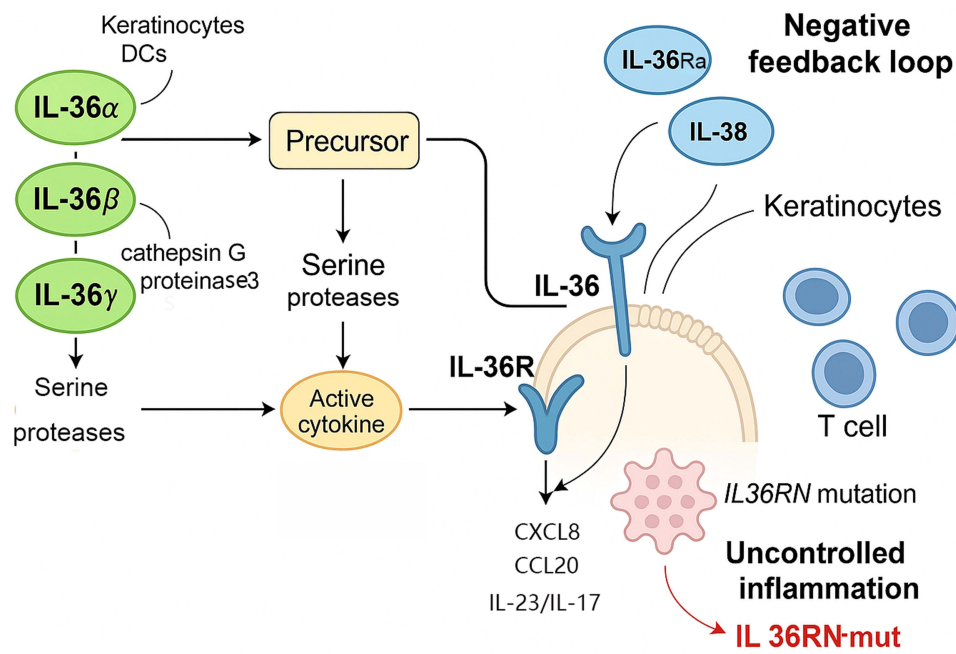 Keratinocytes
DCs
IL-36α
IL-36β
IL-36γ
cathepsin G
proteinase3
s
Serine
proteases
Precursor
Serine
proteases
Active
cytokine
Negative
feedback loop
IL-36Ra
IL-38
Keratinocytes
IL-36
IL-36R
T cell
CXCL8
CCL20
IL-23/IL-17
IL36RN mutation
Uncontrolled
inflammation
IL 36RN-mut